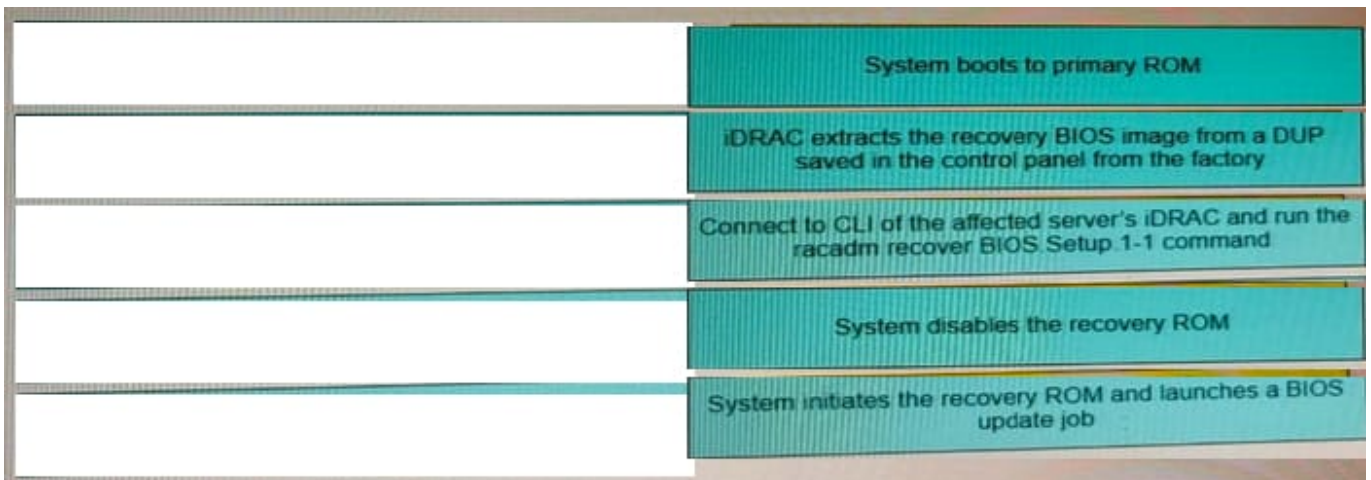 System boots to primary ROM
iDRAC extracts the recovery BIOS image from a DUP
saved in the control panel from the factory
Connect to CLI of the affected server's iDRAC and run the
racadm recover BIOS.Setup.1-1 command
System disables the recovery ROM
System initiates the recovery ROM and launches a BIOS
update job